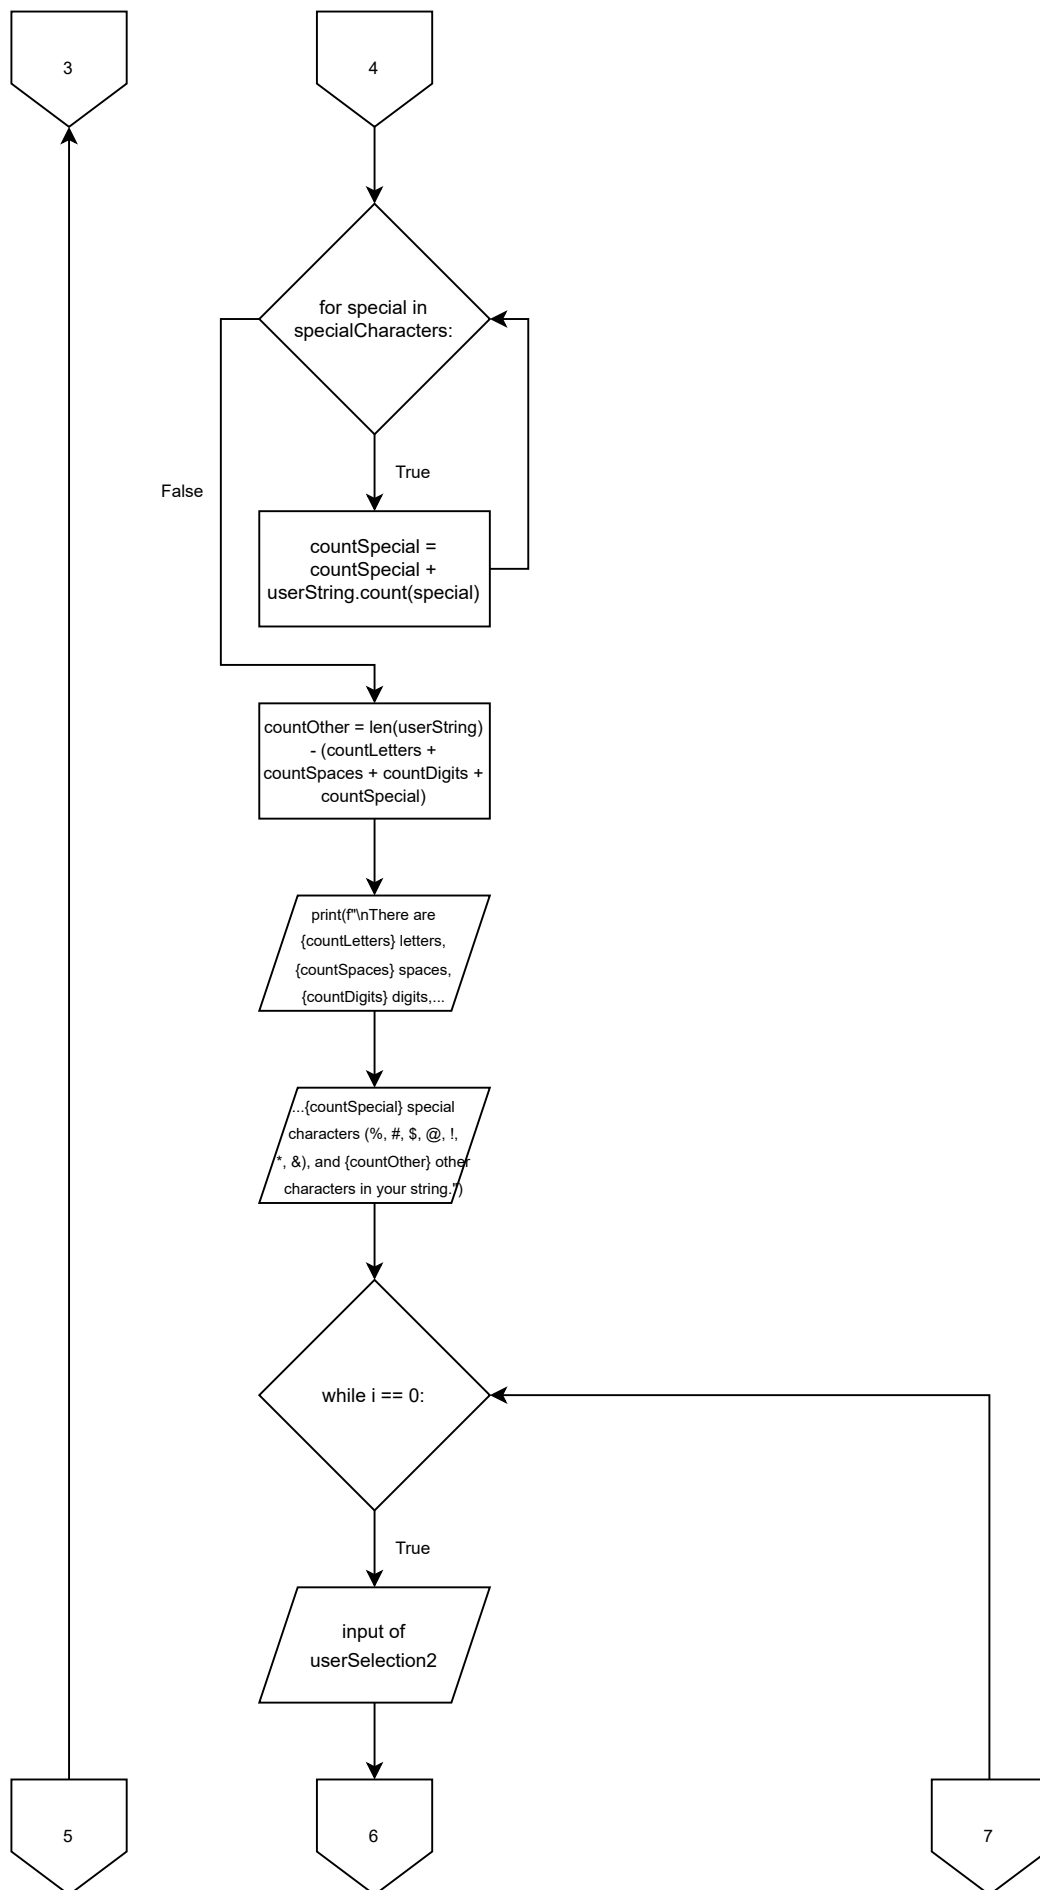 3
4
for special in
specialCharacters:
True
False
countSpecial =
countSpecial +
userString.count(special)
countOther = len(userString)
- (countLetters +
countSpaces + countDigits +
countSpecial)
print(f"\nThere are
{countLetters} letters,
{countSpaces} spaces,
{countDigits} digits,...
...{countSpecial} special
characters (%, #, $, @, !,
*, &), and {countOther} other
characters in your string.")
while i == 0:
True
input of
userSelection2
5
6
7